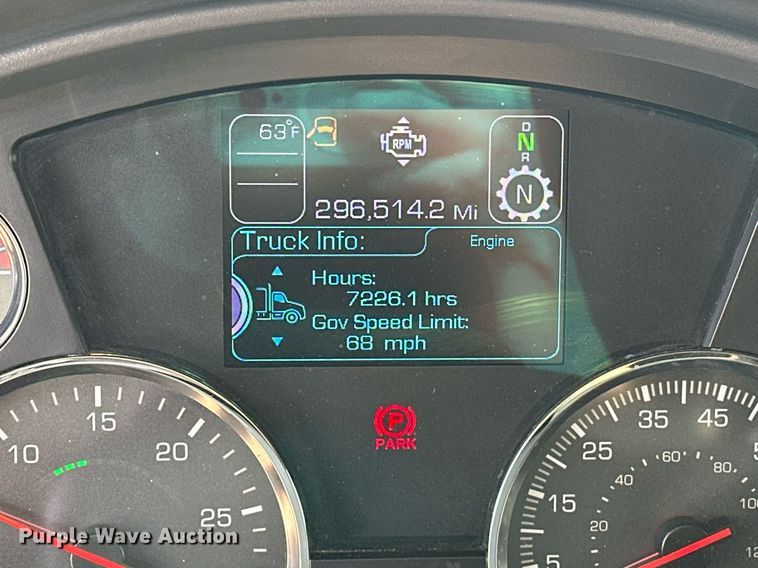 63°F
RPM
D
N
R
N
296,514.2 Mi
Truck Info:
Engine
Hours:
7226.1 hrs
Gov Speed Limit:
68 mph
P
PARK
10
15
20
25
5
15
25
35
45
20
60
80
100
Purple Wave Auction